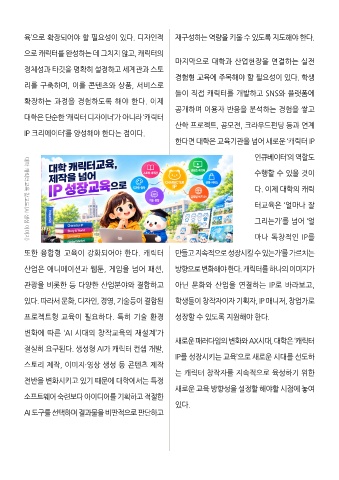 육'으로 확장되어야 할 필요성이 있다. 디자인적
으로 캐릭터를 완성하는 데 그치지 않고, 캐릭터의
정체성과 타깃을 명확히 설정하고 세계관과 스토
리를 구축하며, 이를 콘텐츠와 상품, 서비스로
확장하는 과정을 경험하도록 해야 한다. 이제
대학은 단순한 '캐릭터 디자이너'가 아니라 '캐릭터
IP 크리에이터'를 양성해야 한다는 점이다.
대학 캐릭터교육,
제작을 넘어
IP 성장교육으로
또한 융합형 교육이 강화되어야 한다. 캐릭터
산업은 애니메이션과 웹툰, 게임을 넘어 패션,
관광을 비롯한 등 다양한 산업분야와 결합하고
있다. 따라서 문화, 디자인, 경영, 기술등이 결합된
프로젝트형 교육이 필요하다. 특히 기술 환경
변화에 따른 'AI 시대의 창작교육의 재설계'가
절실히 요구된다. 생성형 AI가 캐릭터 컨셉 개발,
스토리 제작, 이미지·영상 생성 등 콘텐츠 제작
전반을 변화시키고 있기 때문에 대학에서는 특정
소프트웨어 숙련보다 아이디어를 기획하고 적절한
AI 도구를 선택하며 결과물을 비판적으로 판단하고
재구성하는 역량을 키울 수 있도록 지도해야 한다.
마지막으로 대학과 산업현장을 연결하는 실전
경험형 교육에 주목해야 할 필요성이 있다. 학생
들이 직접 캐릭터를 개발하고 SNS와 플랫폼에
공개하며 이용자 반응을 분석하는 경험을 쌓고
산학 프로젝트, 공모전, 크라우드펀딩 등과 연계
한다면 대학은 교육기관을 넘어 새로운 '캐릭터 IP
인큐베이터'의 역할도
수행할 수 있을 것이
다. 이제 대학의 캐릭
터교육은 '얼마나 잘
그리는가'를 넘어 '얼
마나 독창적인 IP를
만들고 지속적으로 성장시킬 수 있는가'를 가르치는
방향으로 변화해야 한다. 캐릭터를 하나의 이미지가
아닌 문화와 산업을 연결하는 IP로 바라보고,
학생들이 창작자이자 기획자, IP 매니저, 창업가로
성장할 수 있도록 지원해야 한다.
새로운 패러다임의 변화와 AX시대, 대학은 '캐릭터
IP를 성장시키는 교육'으로 새로운 시대를 선도하
는 캐릭터 창작자를 지속적으로 육성하기 위한
새로운 교육 방향성을 설정할 해야할 시점에 놓여
있다.